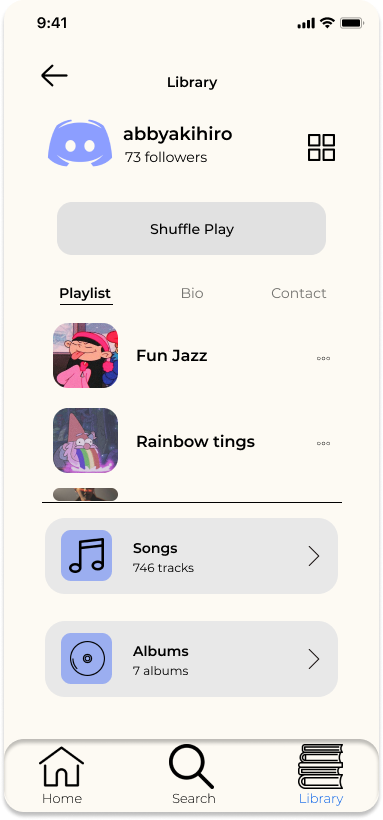 9:41
Library
abbyakihiro
73 followers
Shuffle Play
Playlist Bio Contact
Fun Jazz
Rainbow tings
Songs
746 tracks
Albums
7 albums
Home Search Library